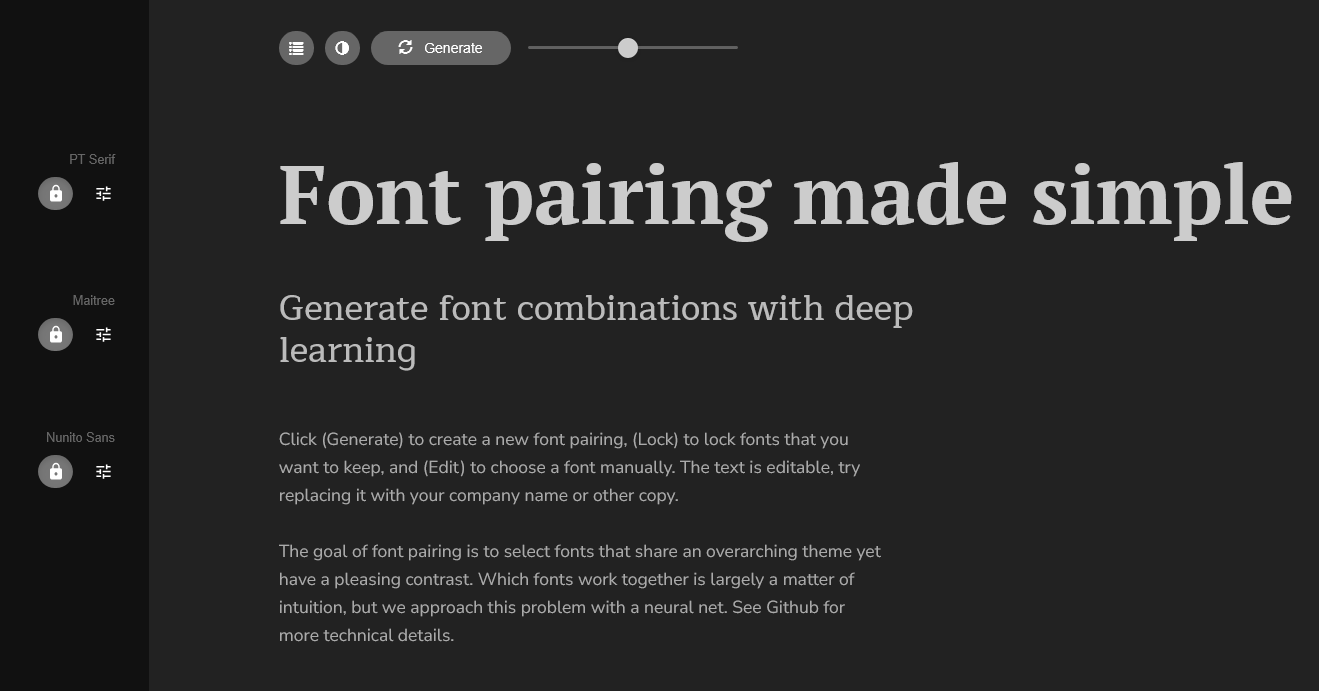 Generate
PT Serif
Font pairing made simple
Maitree
Generate font combinations with deep
learning
Nunito Sans
Click (Generate) to create a new font pairing, (Lock) to lock fonts that you
want to keep, and (Edit) to choose a font manually. The text is editable, try
replacing it with your company name or other copy.
The goal of font pairing is to select fonts that share an overarching theme yet
have a pleasing contrast. Which fonts work together is largely a matter of
intuition, but we approach this problem with a neural net. See Github for
more technical details.